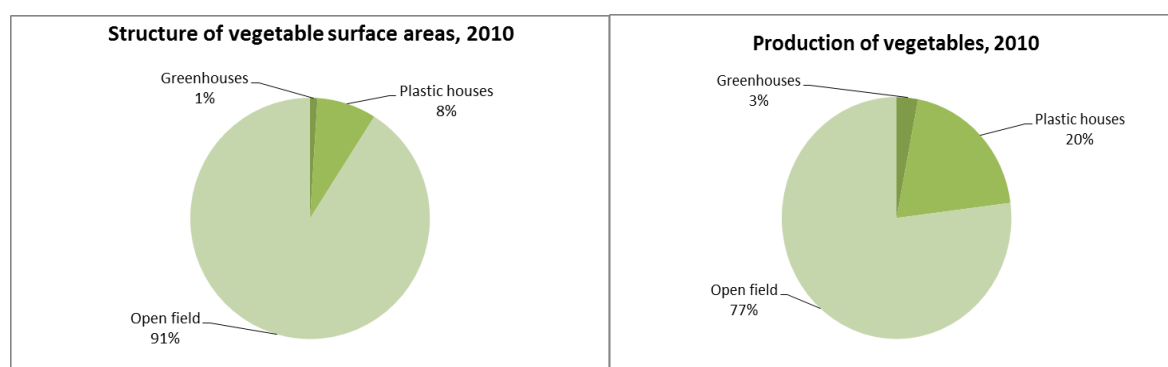 Structure of vegetable surface areas, 2010
Greenhouses
1%
Plastic houses
8%
Open field
91%
Production of vegetables, 2010
Greenhouses
3%
Plastic houses
20%
Open field
77%